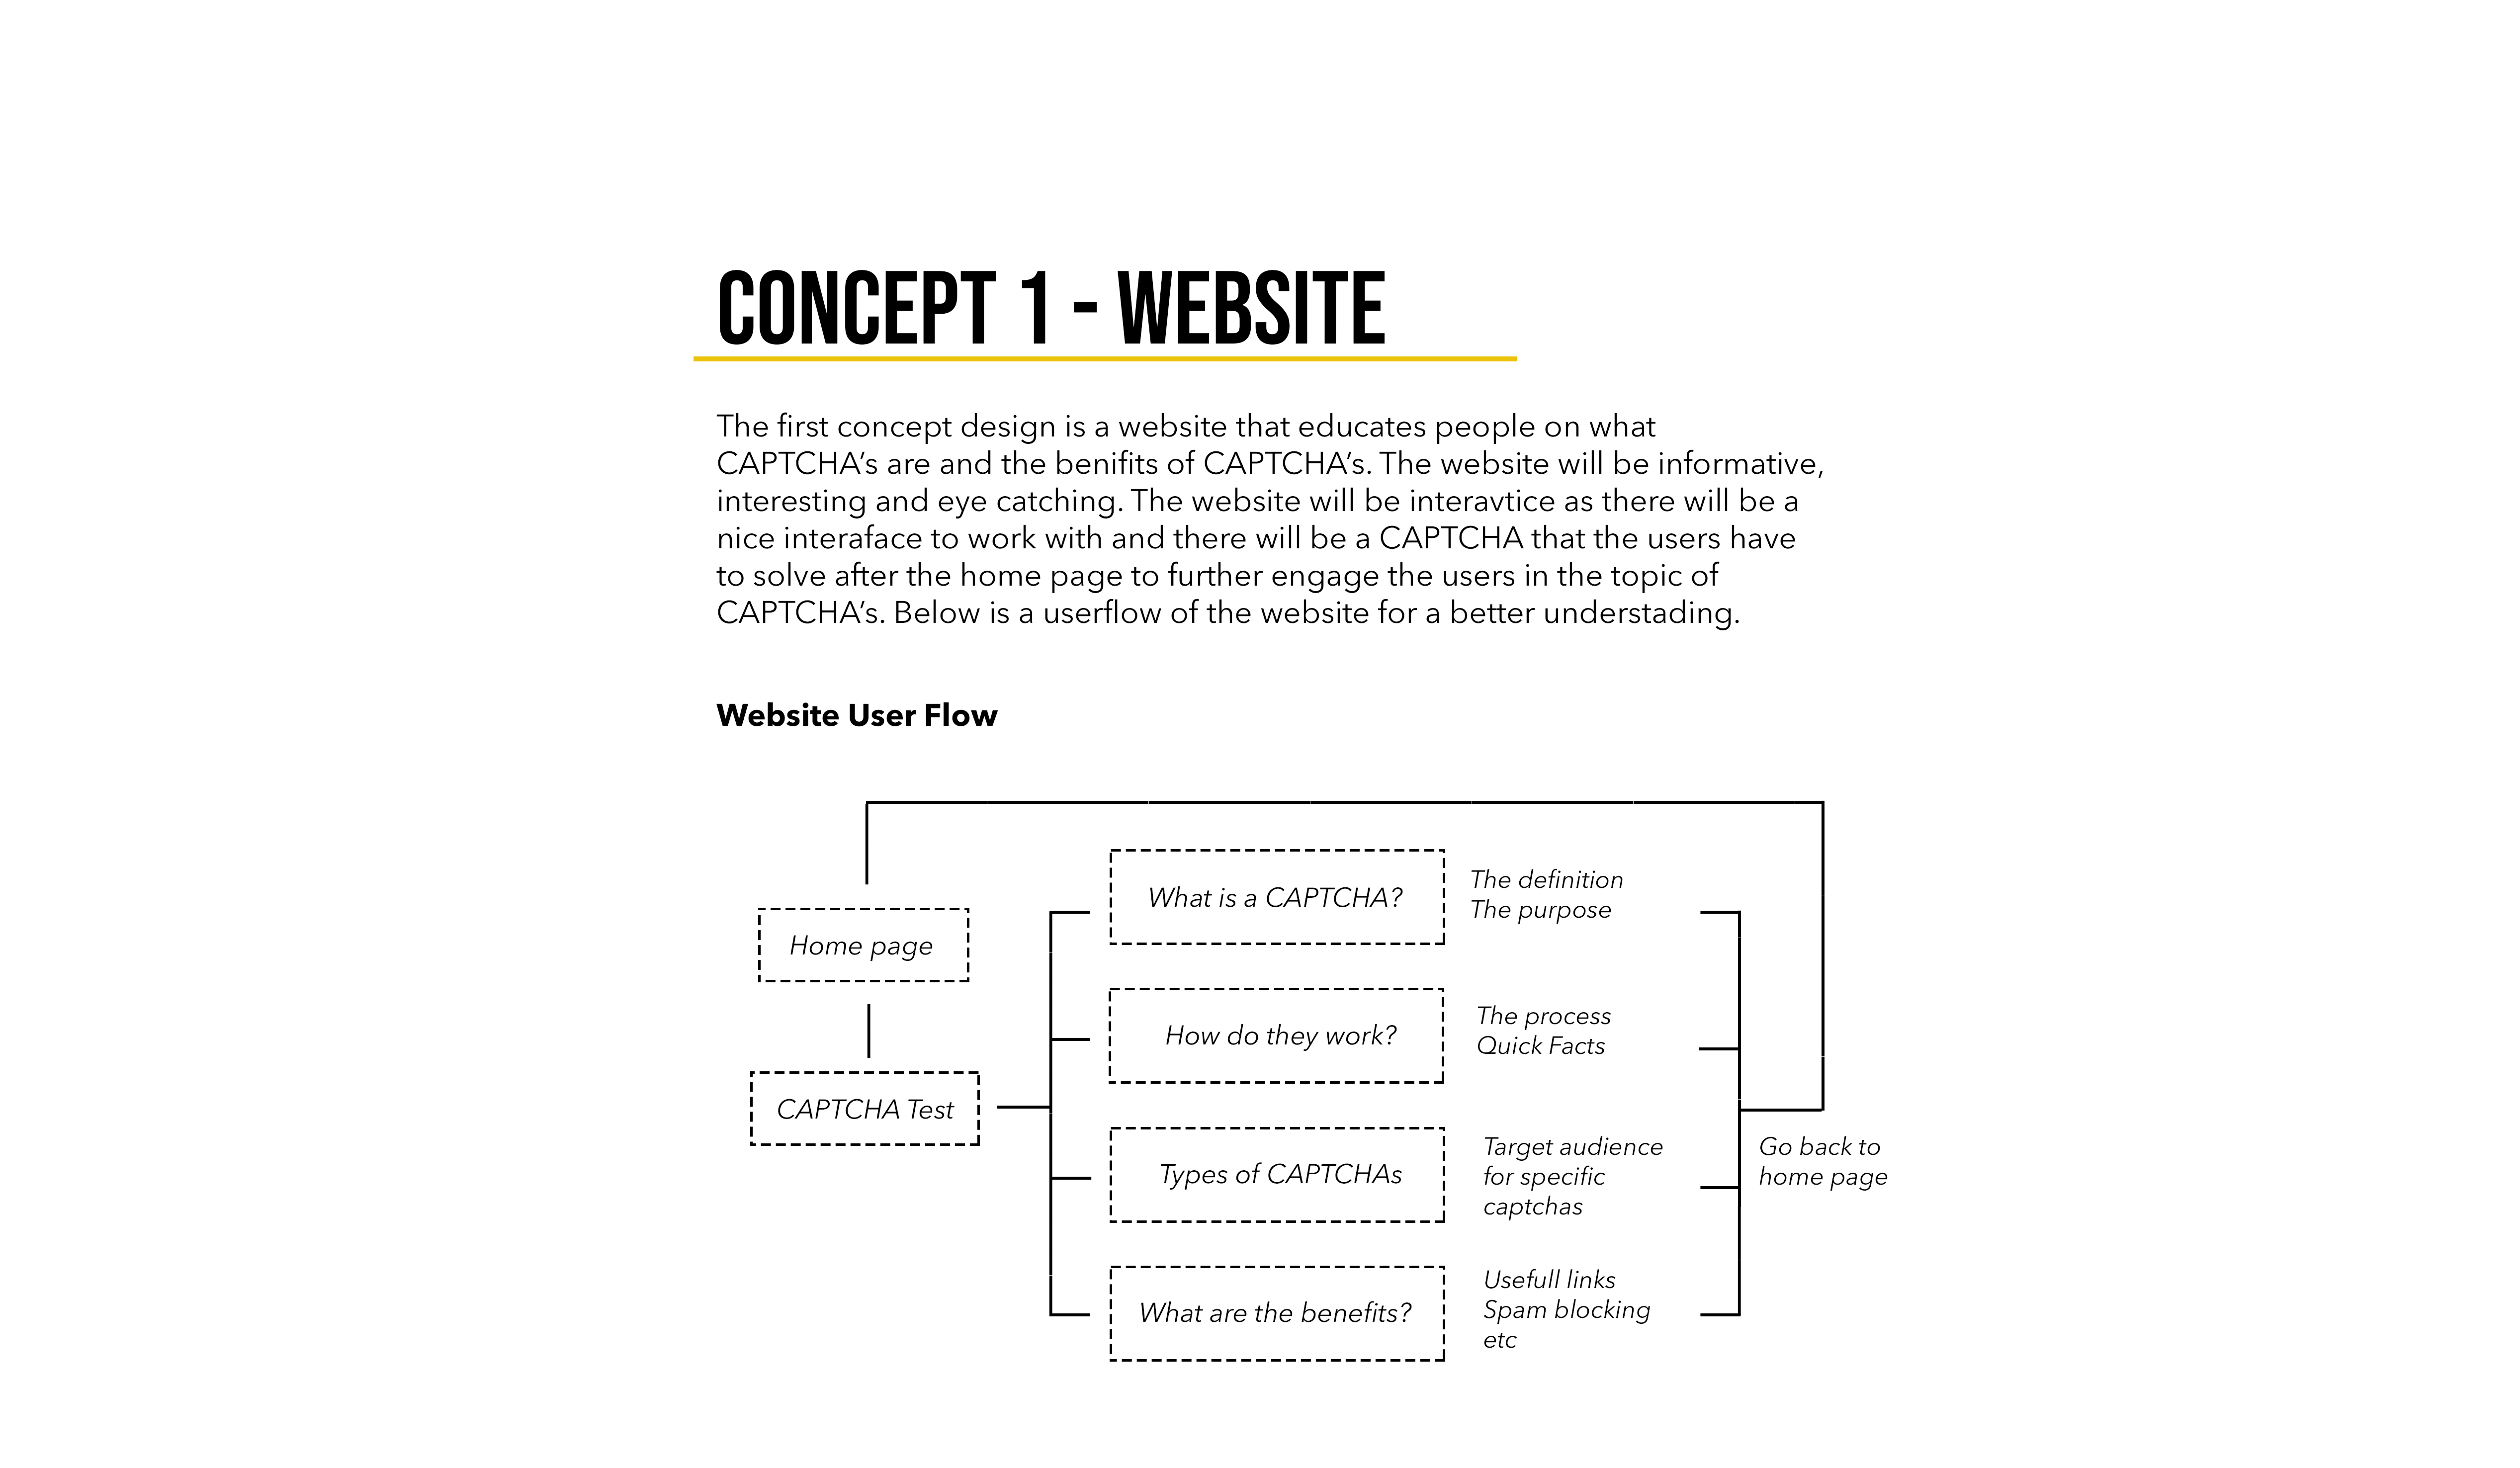 CONCEPT 1 - WEBSITE
The first concept design is a website that educates people on what
CAPTCHA’s are and the benifits of CAPTCHA’s. The website will be informative,
interesting and eye catching. The website will be interavtice as there will be a
nice interaface to work with and there will be a CAPTCHA that the users have
to solve after the home page to further engage the users in the topic of
CAPTCHA’s. Below is a userflow of the website for a better understading.
Website User Flow
Home page
CAPTCHA Test
What is a CAPTCHA?
The definition
The purpose
How do they work?
The process
Quick Facts
Types of CAPTCHAs
Target audience
for specific
captchas
What are the benefits?
Usefull links
Spam blocking
etc
Go back to
home page